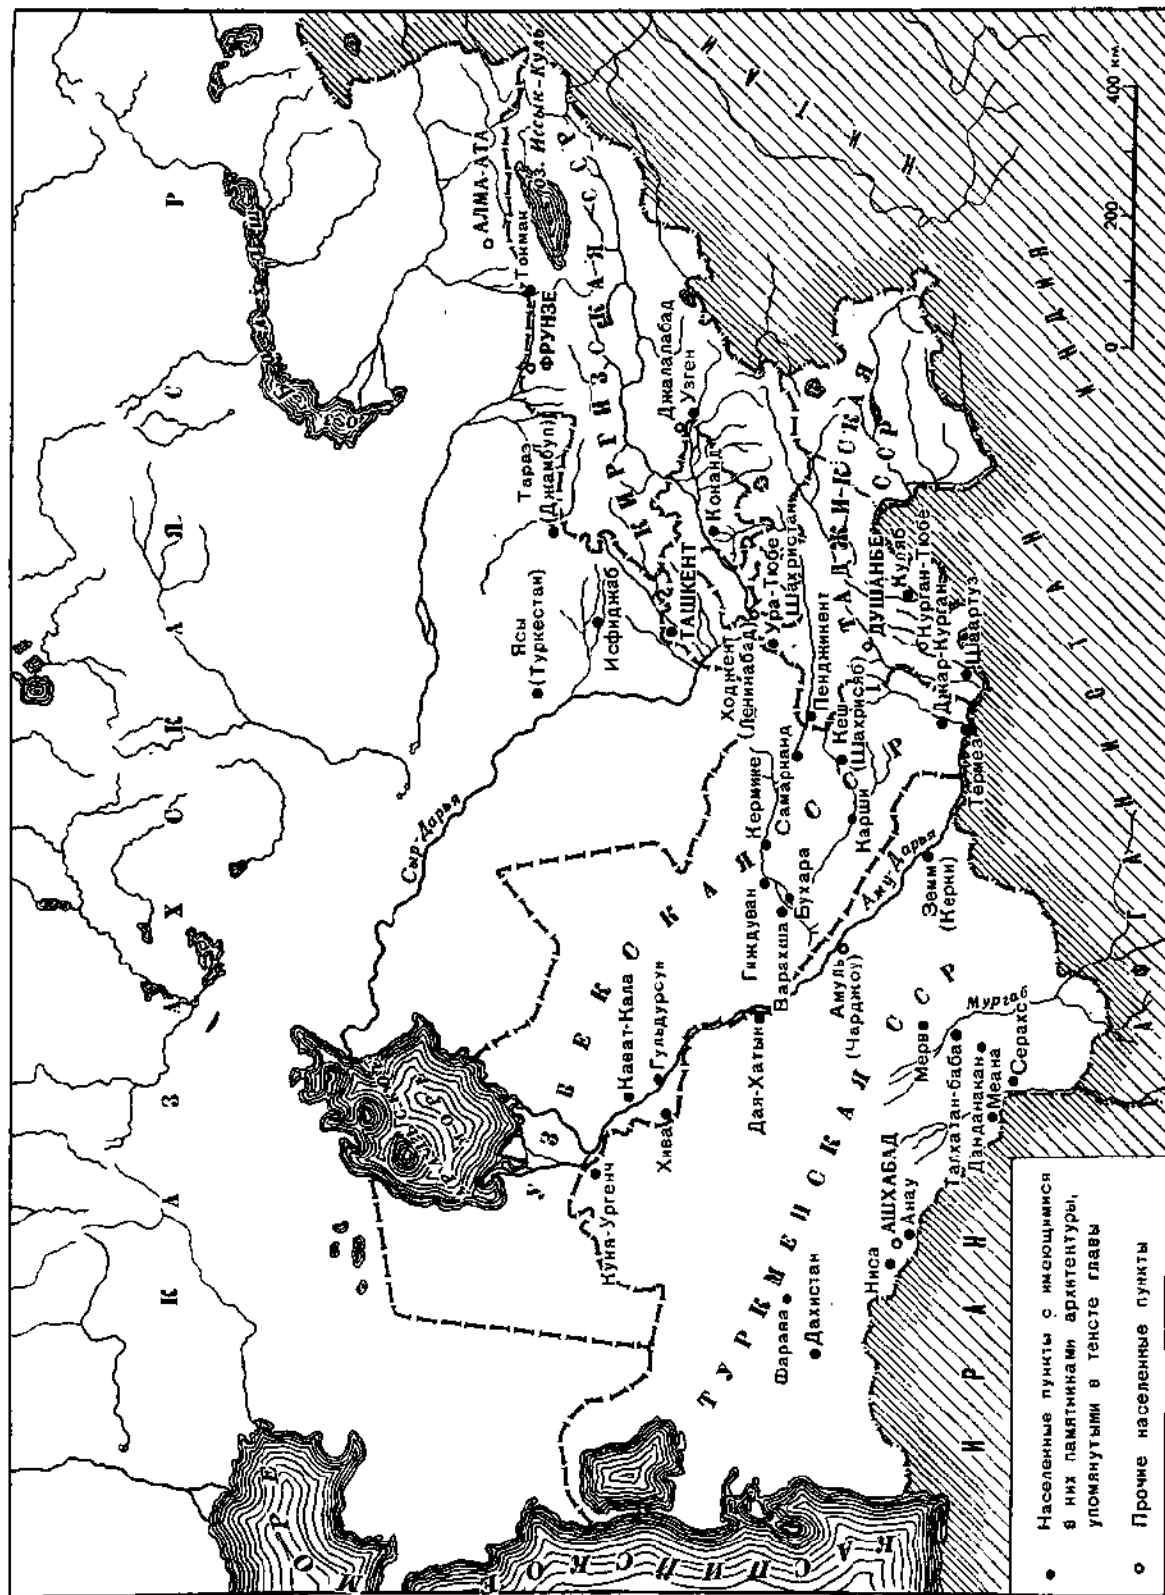 КАЗАХСКАЯ ССР
УЗБЕКСКАЯ ССР
ТУРКМЕНСКАЯ ССР
КИРГИЗСКАЯ ССР
ТАДЖИКСКАЯ ССР
КИТАЙ
ИНДИЯ
АФГАНИСТАН
ИРАН
КАСПИЙСКОЕ МОРЕ
АРАЛЬСКОЕ МОРЕ
оз. Иссык-Куль
Сыр-Дарья
Аму-Дарья
Мургаб
АЛМА-АТА
Токмак
ФРУНЗЕ
Тараз
(Джамбул)
Ясы
(Туркестан)
Исфиджаб
ТАШКЕНТ
Джалалабад
Узген
Коканд
Ходжент
(Ленинабад)
Ура-Тюбе
Шахристан
Пенджикент
Самарканд
Кермине
Кеш
(Шахрисяб)
Карши
ДУШАНБЕ
Куляб
Курган-Тюбе
Джар-Курган
Шаартуз
Термез
Гиждуван
Варахша
Бухара
Амуль
(Чарджоу)
Земм
(Керки)
Дая-Хатын
Кават-Кала
Гульдурсун
Хива
Куня-Ургенч
Мерв
Талхатан-баба
Данданакан
Меана
Серахс
Ниса
АШХАБАД
Анау
Фарава
Дахистан
0 200 400 км
Населенные пункты с имеющимися
в них памятниками архитектуры,
упомянутыми в тексте главы
Прочие населенные пункты